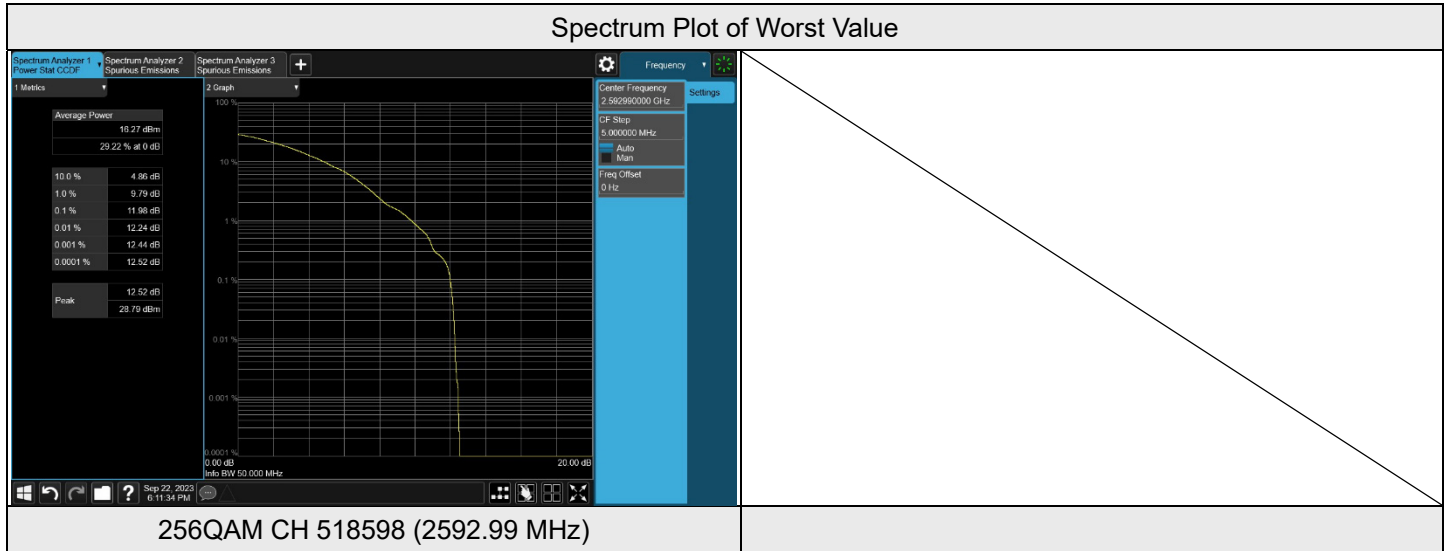 Spectrum Plot of Worst Value
Spectrum Analyzer 1
Power Stat CCDF
Spectrum Analyzer 2
Spurious Emissions
Spectrum Analyzer 3
Spurious Emissions
+
Frequency
1 Metrics
2 Graph
Center Frequency
2.592990000 GHz
Settings
CF Step
5.000000 MHz
Auto
Man
Freq Offset
0 Hz
Average Power
16.27 dBm
29.22 % at 0 dB
10.0 % 4.86 dB
1.0 % 9.79 dB
0.1 % 11.98 dB
0.01 % 12.24 dB
0.001 % 12.44 dB
0.0001 % 12.52 dB
Peak
12.52 dB
28.79 dBm
100 %
10 %
1 %
0.1 %
0.01 %
0.001 %
0.0001 %
0.00 dB 20.00 dB
Info BW 50.000 MHz
?
Sep 22, 2023
6:11:34 PM
256QAM CH 518598 (2592.99 MHz)